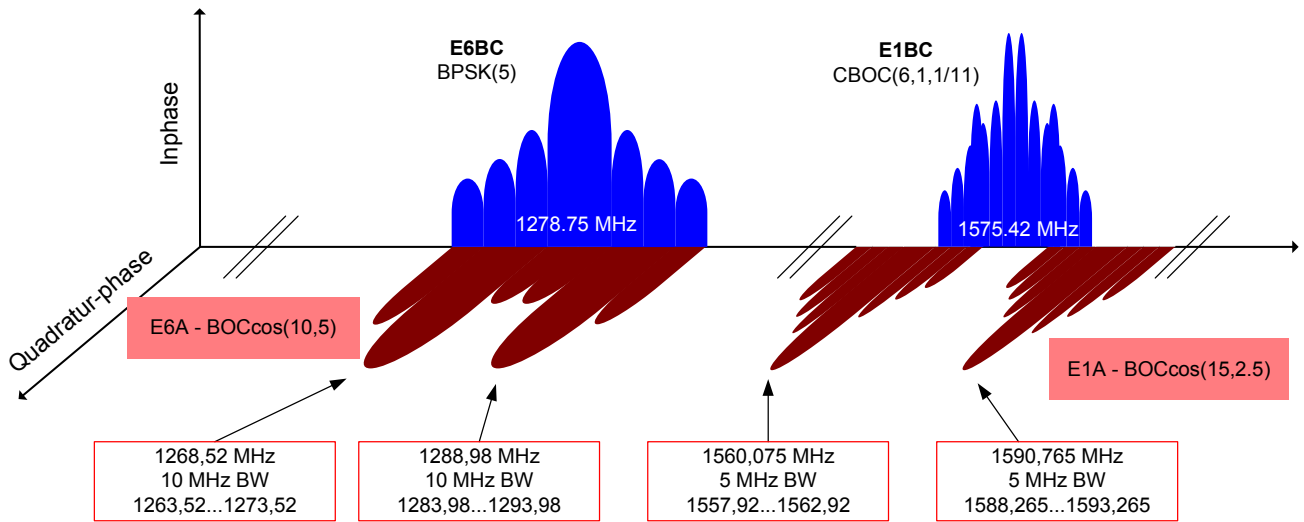 Inphase
Quadratur-phase
E6BC
BPSK(5)
1278.75 MHz
E1BC
CBOC(6,1,1/11)
1575.42 MHz
E6A - BOCcos(10,5)
E1A - BOCcos(15,2.5)
1268,52 MHz
10 MHz BW
1263,52...1273,52
1288,98 MHz
10 MHz BW
1283,98...1293,98
1560,075 MHz
5 MHz BW
1557,92...1562,92
1590,765 MHz
5 MHz BW
1588,265...1593,265